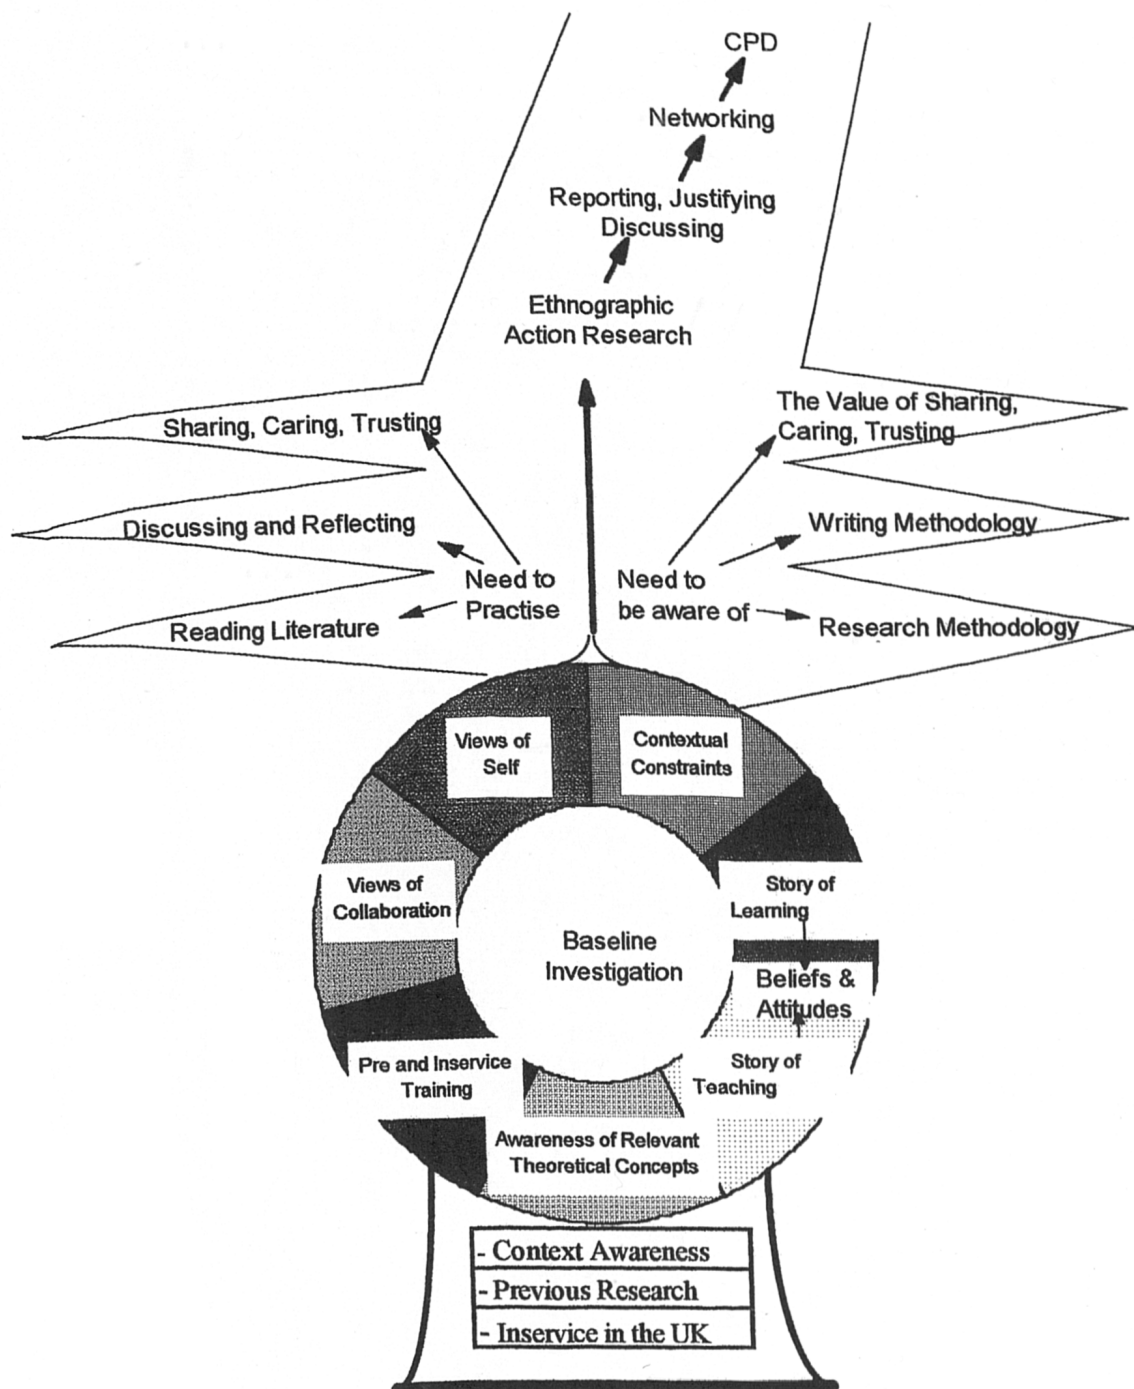 CPD
Networking
Reporting, Justifying
Discussing
Ethnographic
Action Research
Sharing, Caring, Trusting
The Value of Sharing,
Caring, Trusting
Discussing and Reflecting
Writing Methodology
Need to
Practise
Need to
be aware of
Reading Literature
Research Methodology
Views of
Self
Contextual
Constraints
Views of
Collaboration
Story of
Learning
Baseline
Investigation
Beliefs &
Attitudes
Pre and Inservice
Training
Story of
Teaching
Awareness of Relevant
Theoretical Concepts
- Context Awareness
- Previous Research
- Inservice in the UK